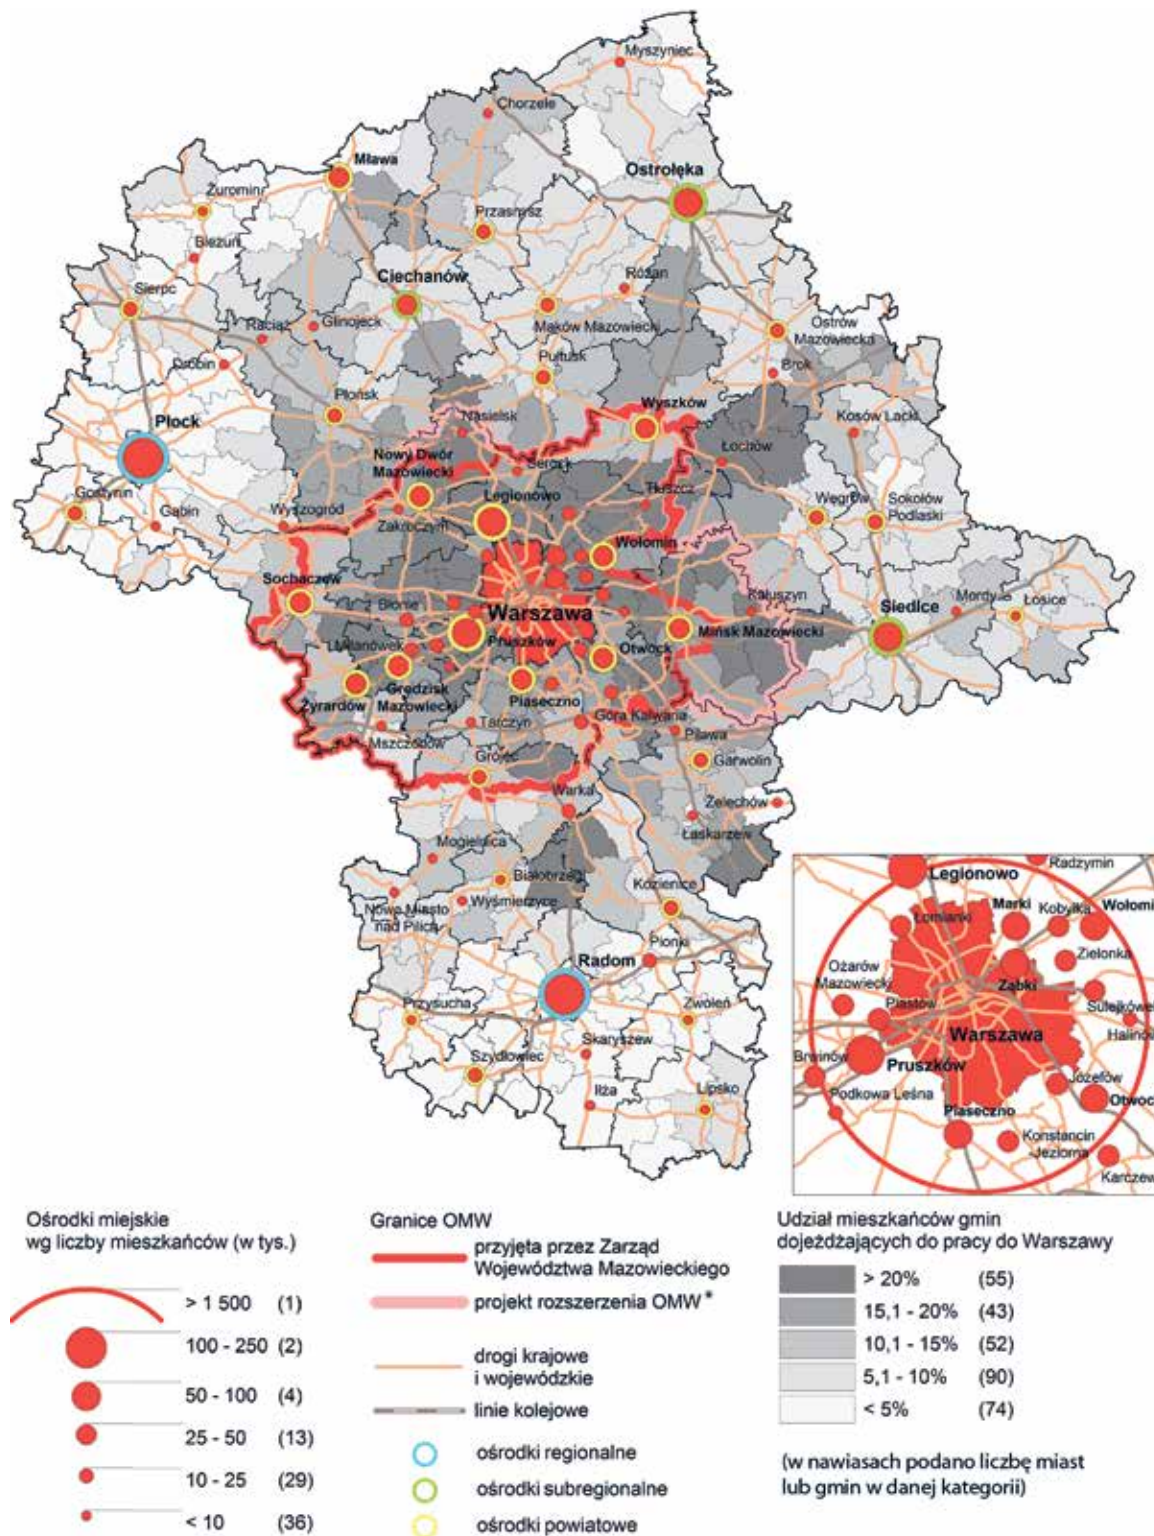 Myszyniec
Chorzele
Mława
Ostrołęka
Żuromin
Przasnysz
Bieżuń
Ciechanów
Różan
Sierpc
Raciąż
Glinojeck
Maków Mazowiecki
Ostrów
Mazowiecka
Drobin
Pułtusk
Brok
Płońsk
Wyszków
Kosów Lacki
Płock
Nasielsk
Łochów
Nowy Dwór
Mazowiecki
Serock
Legionowo
Tłuszcz
Gostynin
Gąbin
Wyszogród
Zakroczym
Węgrów
Sokołów
Podlaski
Wołomin
Sochaczew
Błonie
Warszawa
Kałuszyn
Siedlce
Mordy
Łosice
Pruszków
Mińsk Mazowiecki
Milanówek
Otwock
Grodzisk
Mazowiecki
Żyrardów
Piaseczno
Góra Kalwaria
Tarczyn
Pilawa
Mszczonów
Grójec
Garwolin
Warka
Żelechów
Łaskarzew
Mogielnica
Białobrzegi
Kozienice
Nowe Miasto
nad Pilicą
Wyśmierzyce
Pionki
Radom
Przysucha
Zwoleń
Skaryszew
Szydłowiec
Iłża
Lipsko
Radzymin
Legionowo
Marki
Kobyłka
Wołomi
Łomianki
Zielonka
Ożarów
Mazowiecki
Ząbki
Piastów
Sulejówek
Warszawa
Halinów
Brwinów
Pruszków
Józefów
Podkowa Leśna
Otwock
Piaseczno
Konstancin
-Jeziorna
Karczew
Ośrodki miejskie
wg liczby mieszkańców (w tys.)
> 1 500 (1)
100 - 250 (2)
50 - 100 (4)
25 - 50 (13)
10 - 25 (29)
< 10 (36)
Granice OMW
przyjęta przez Zarząd
Województwa Mazowieckiego
projekt rozszerzenia OMW *
drogi krajowe
i wojewódzkie
linie kolejowe
ośrodki regionalne
ośrodki subregionalne
ośrodki powiatowe
Udział mieszkańców gmin
dojeżdżających do pracy do Warszawy
> 20% (55)
15,1 - 20% (43)
10,1 - 15% (52)
5,1 - 10% (90)
< 5% (74)
(w nawiasach podano liczbę miast
lub gmin w danej kategorii)